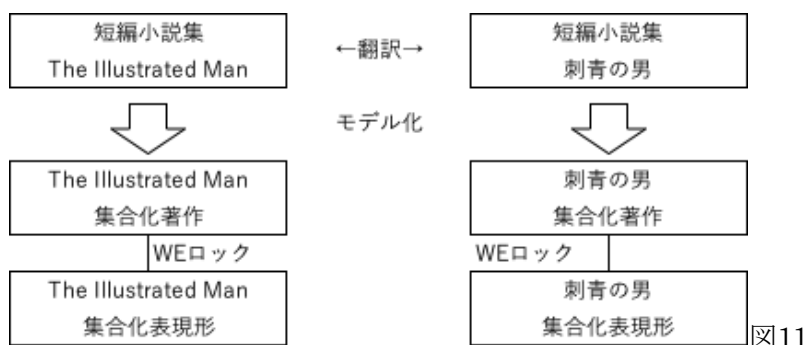 短編小説集
The Illustrated Man
←翻訳→
短編小説集
刺青の男
モデル化
The Illustrated Man
集合化著作
刺青の男
集合化著作
WEロック
WEロック
The Illustrated Man
集合化表現形
刺青の男
集合化表現形
図11